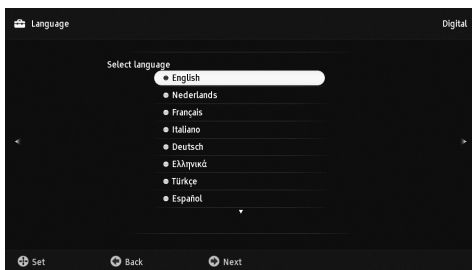 Language
Digital
Select language
English
Nederlands
Français
Italiano
Deutsch
Ελληνικά
Türkçe
Español
Set
Back
Next